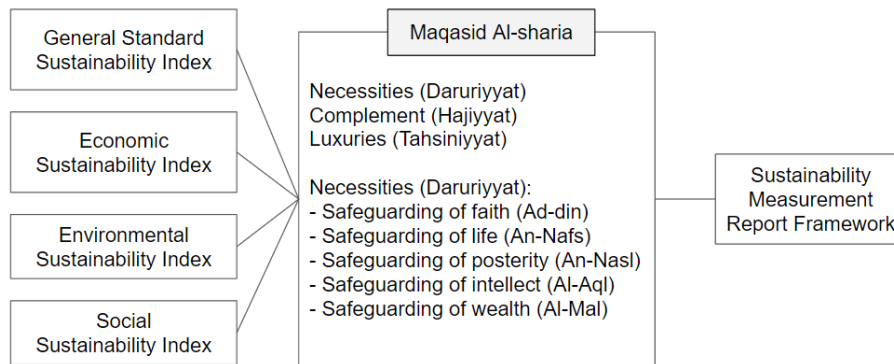 General Standard
Sustainability Index
Economic
Sustainability Index
Environmental
Sustainability Index
Social
Sustainability Index
Maqasid Al-sharia
Necessities (Daruriyyat)
Complement (Hajiyyat)
Luxuries (Tahsiniyyat)
Necessities (Daruriyyat):
- Safeguarding of faith (Ad-din)
- Safeguarding of life (An-Nafs)
- Safeguarding of posterity (An-Nasl)
- Safeguarding of intellect (Al-Aql)
- Safeguarding of wealth (Al-Mal)
Sustainability
Measurement
Report Framework